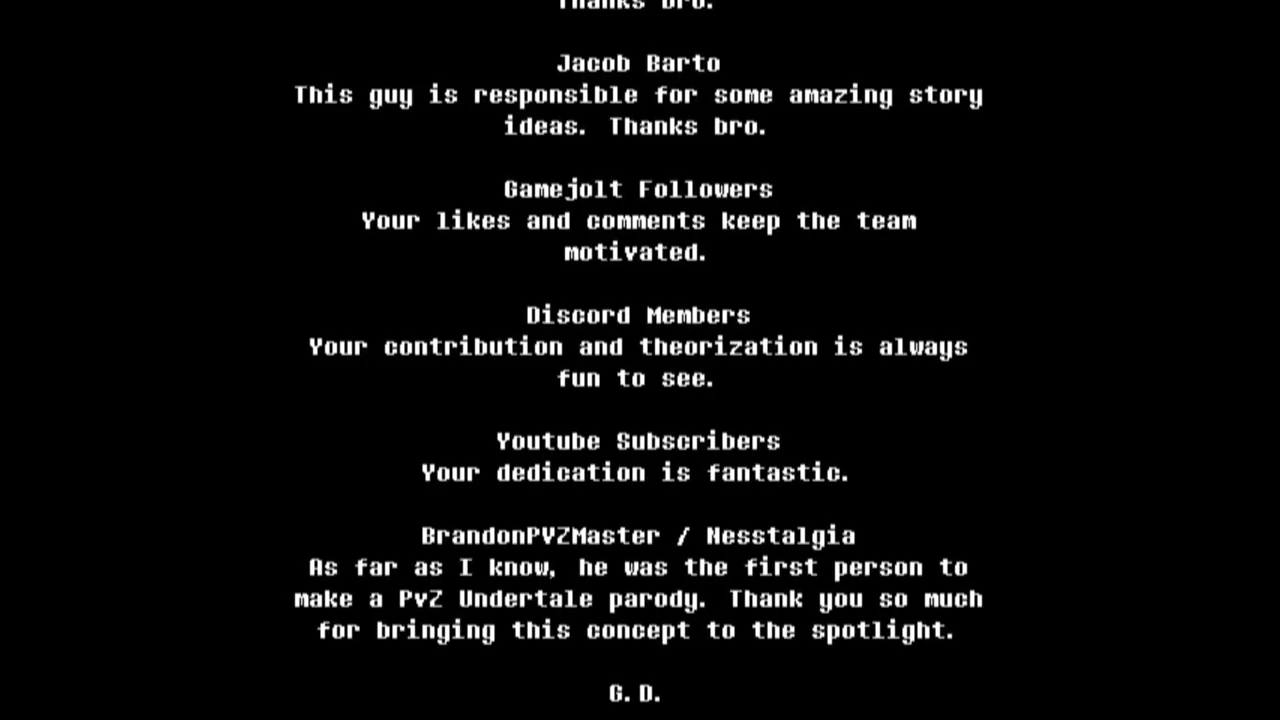 Thanks bro.
Jacob Barto
This guy is responsible for some amazing story
ideas. Thanks bro.
Gamejolt Followers
Your likes and comments keep the team
motivated.
Discord Members
Your contribution and theorization is always
fun to see.
Youtube Subscribers
Your dedication is fantastic.
BrandonPVZMaster / Nesstalgia
As far as I know, he was the first person to
make a PvZ Undertale parody. Thank you so much
for bringing this concept to the spotlight.
G.D.